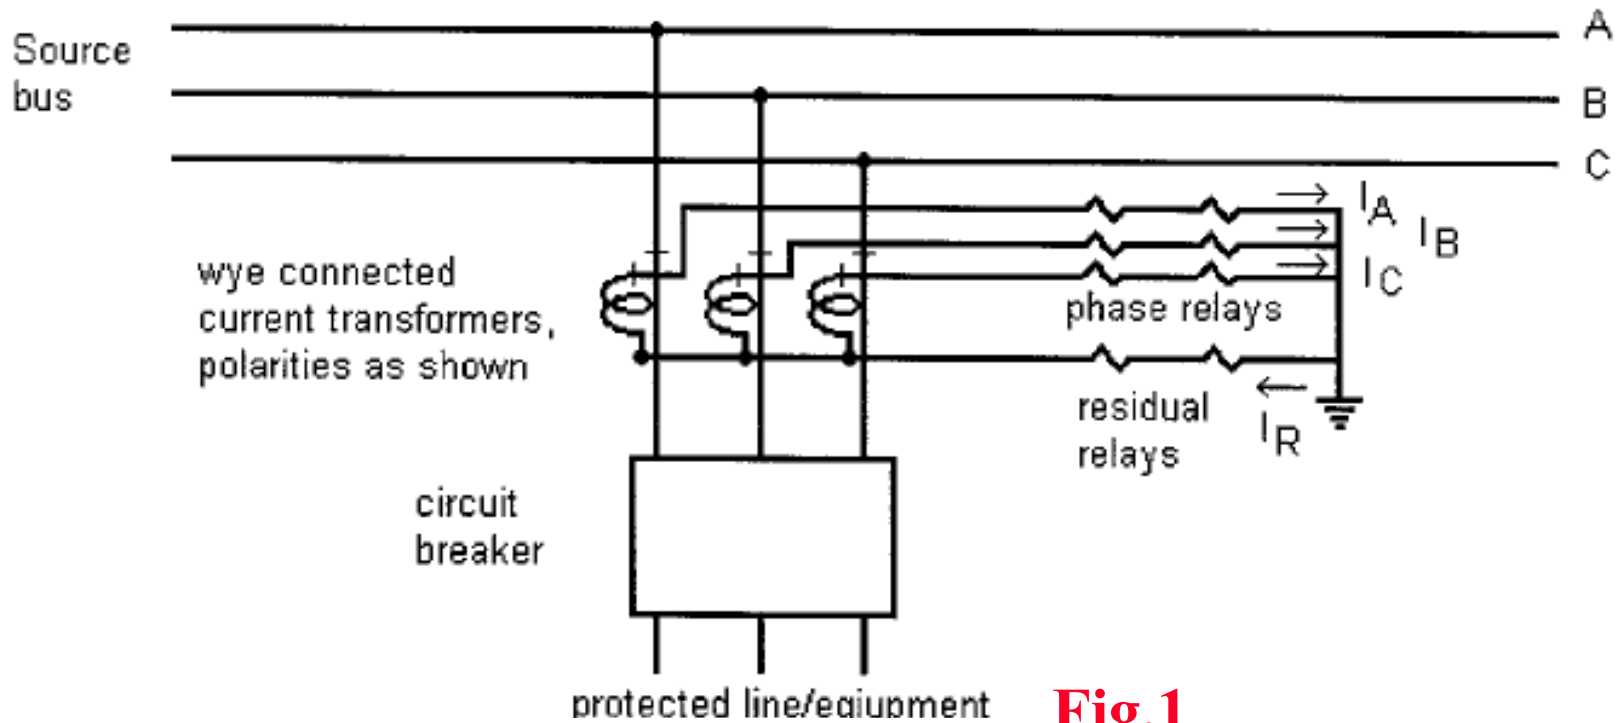 Source
bus
A
B
C
wye connected
current transformers,
polarities as shown
IA
IB
IC
phase relays
residual
relays
IR
circuit
breaker
protected line/eqiupment
Fig.1